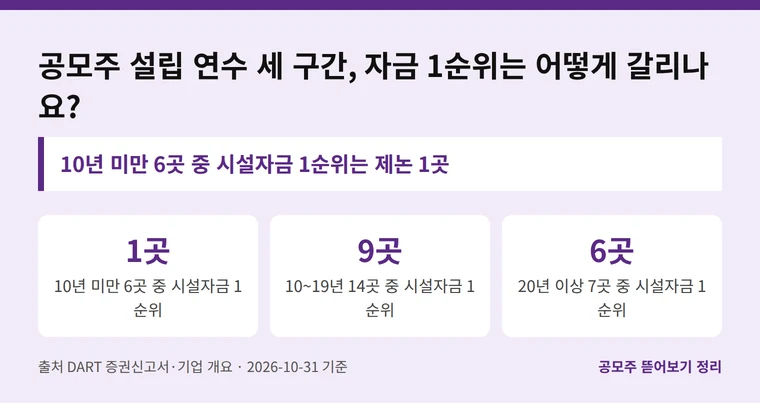 공모주 설립 연수 세 구간, 자금 1순위는 어떻게 갈리나
요?
10년 미만 6곳 중 시설자금 1순위는 제논 1곳
1곳
10년 미만 6곳 중 시설자금 1
순위
9곳
10~19년 14곳 중 시설자금 1
순위
6곳
20년 이상 7곳 중 시설자금 1
순위
출처 DART 증권신고서·기업 개요 · 2026-10-31 기준
공모주 뜯어보기 정리